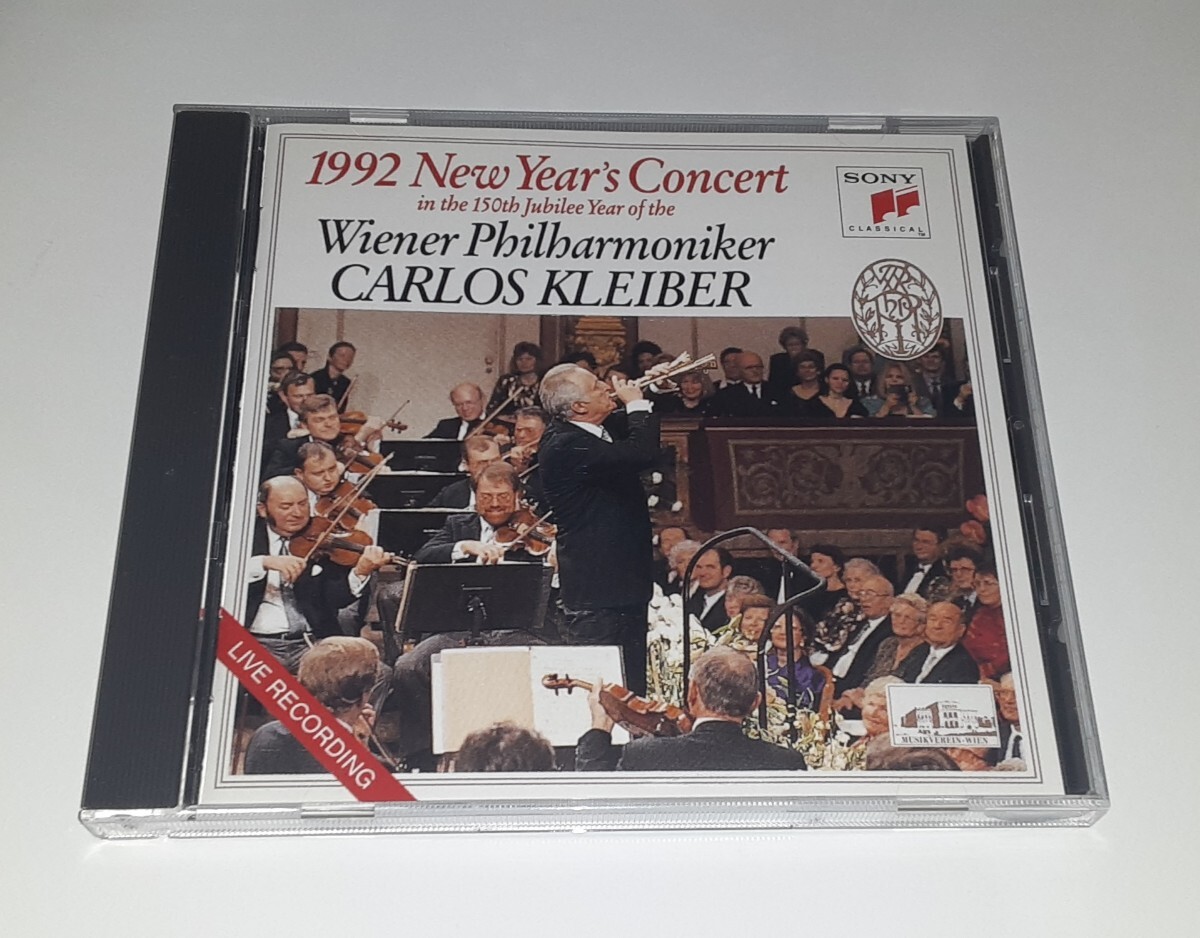 1992 New Year's Concert
in the 150th Jubilee Year of the
Wiener Philharmoniker
CARLOS KLEIBER
SONY
CLASSICAL™
LIVE RECORDING
MUSIKVEREIN-WIEN